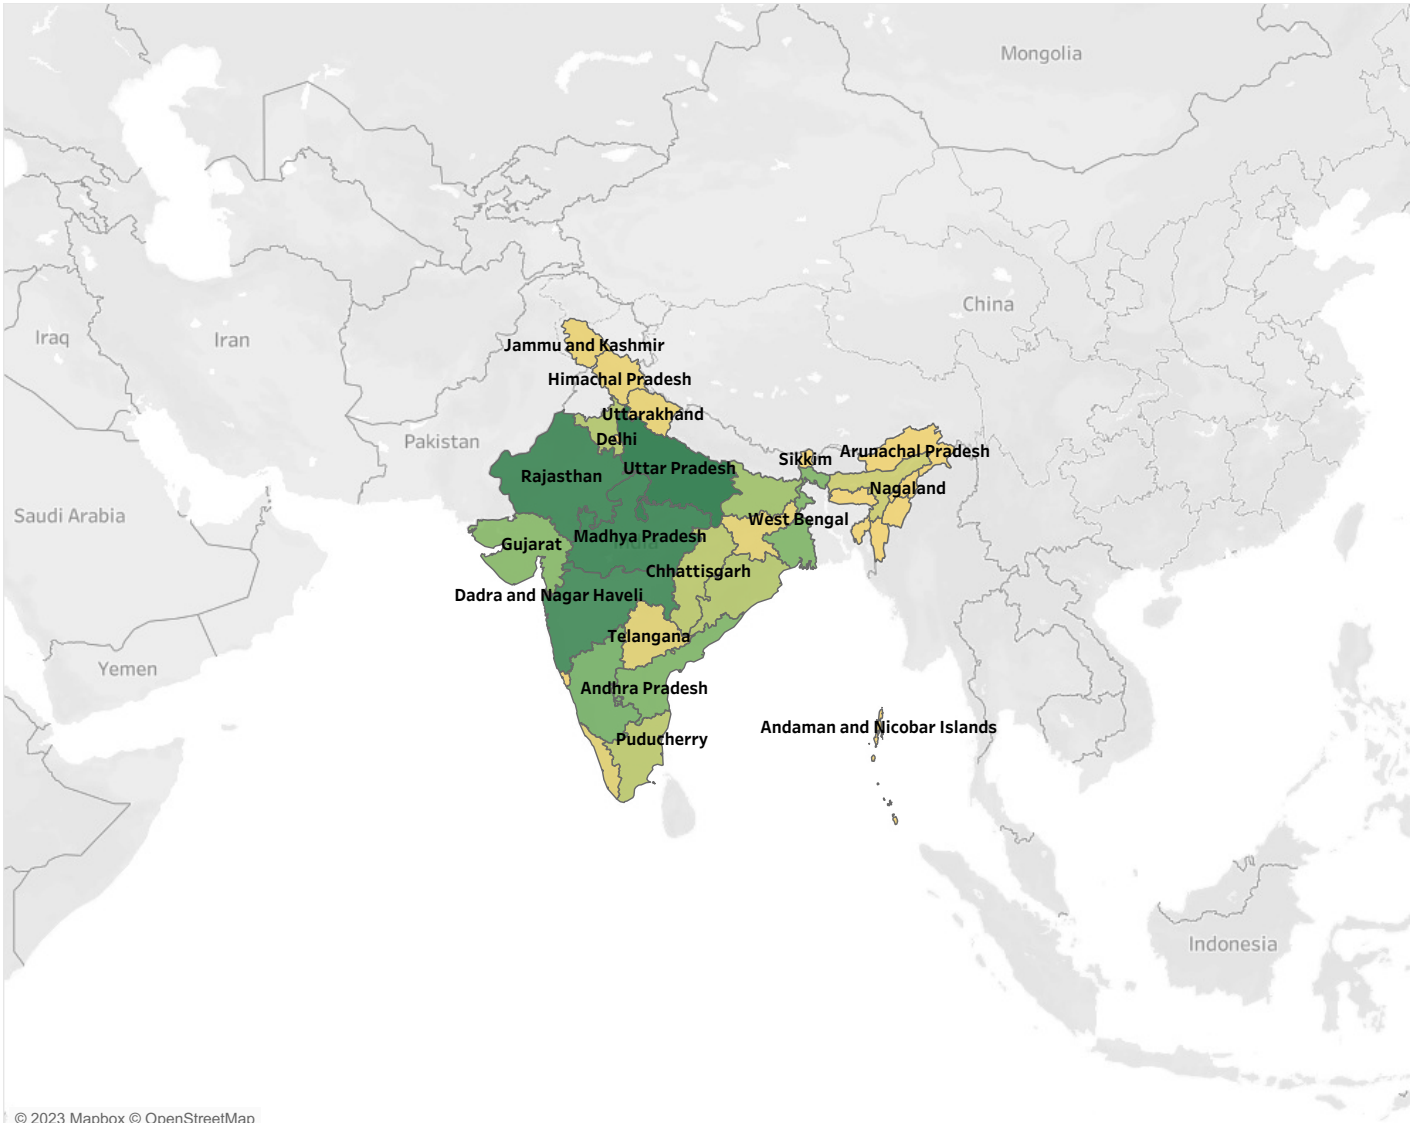 Mongolia
China
Iraq
Iran
Jammu and Kashmir
Himachal Pradesh
Uttarakhand
Pakistan
Delhi
Sikkim
Arunachal Pradesh
Rajasthan
Uttar Pradesh
Nagaland
Saudi Arabia
West Bengal
Gujarat
Madhya Pradesh
India
Chhattisgarh
Dadra and Nagar Haveli
Telangana
Yemen
Andhra Pradesh
Andaman and Nicobar Islands
Puducherry
Indonesia
© 2023 Mapbox © OpenStreetMap